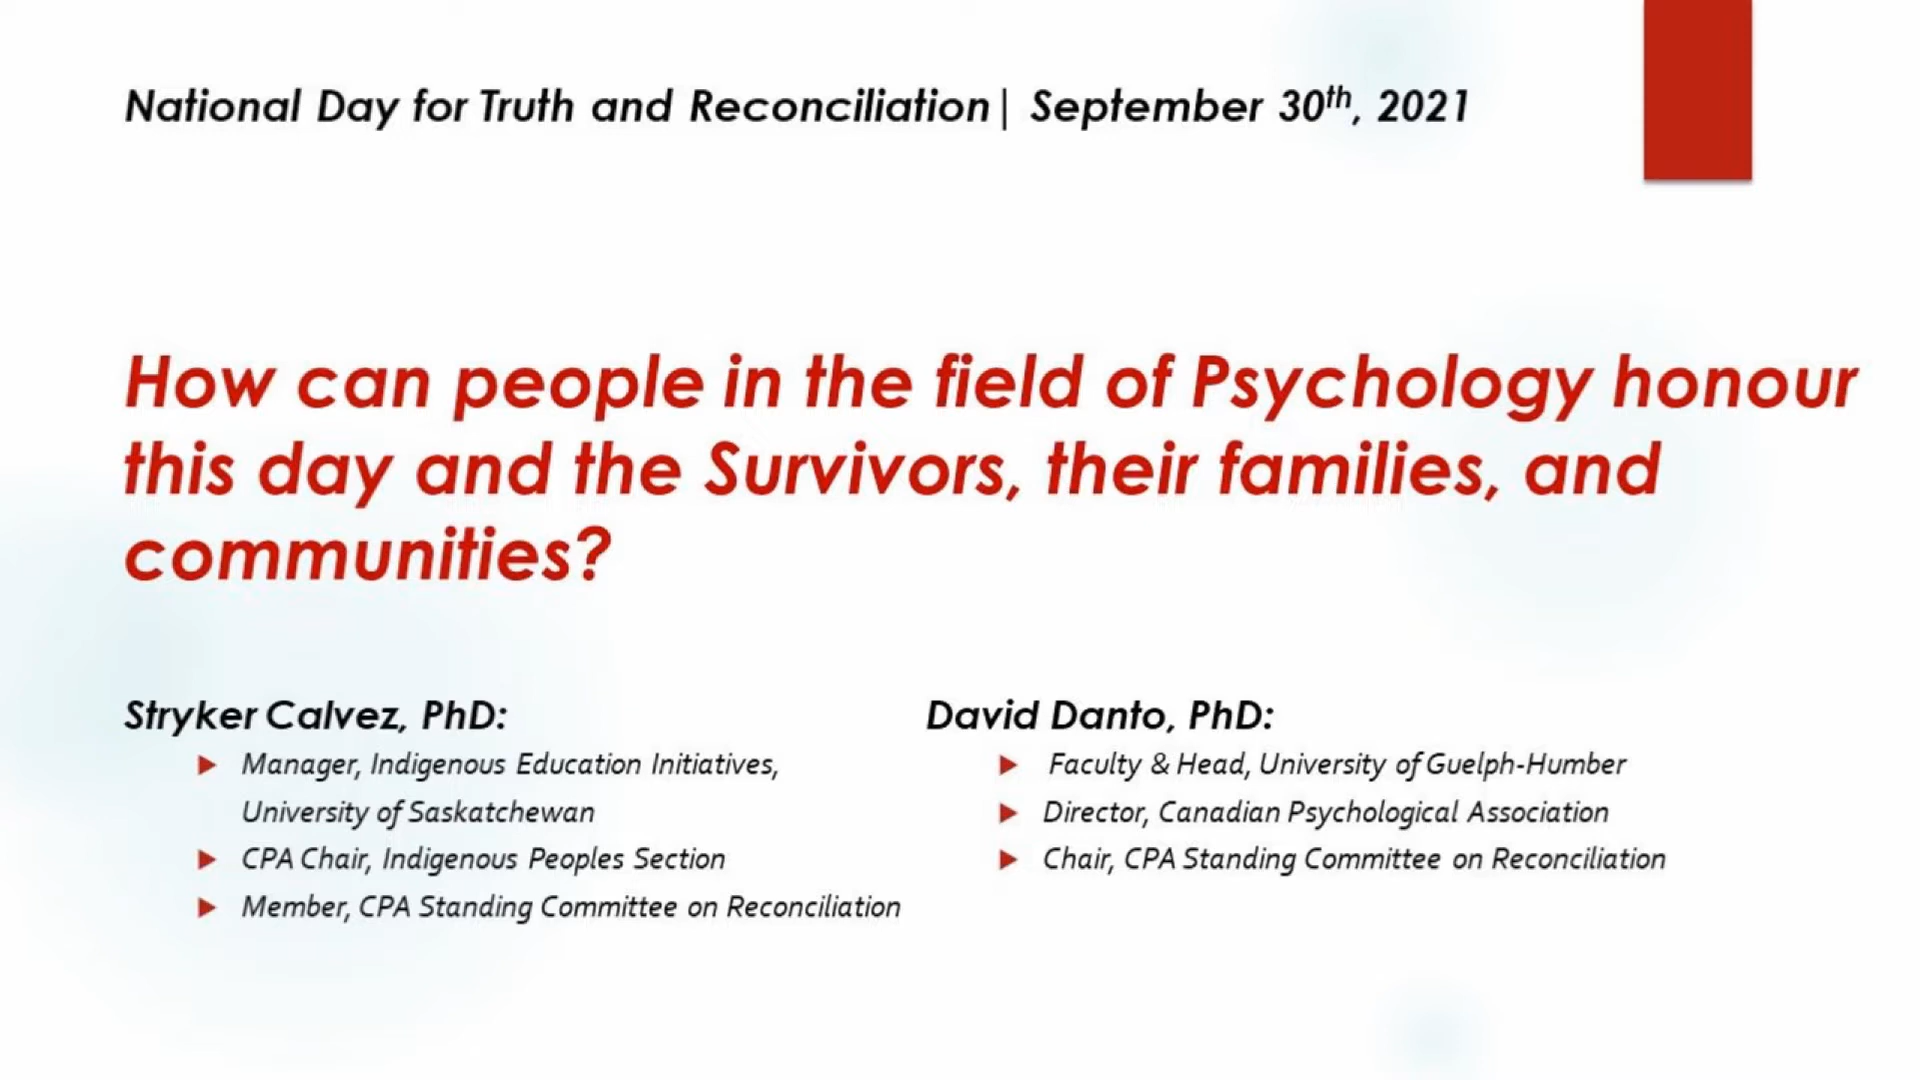 National Day for Truth and Reconciliation| September 30th, 2021
How can people in the field of Psychology honour
this day and the Survivors, their families, and
communities?
Stryker Calvez, PhD:
Manager, Indigenous Education Initiatives,
University of Saskatchewan
CPA Chair, Indigenous Peoples Section
Member, CPA Standing Committee on Reconciliation
David Danto, PhD:
Faculty & Head, University of Guelph-Humber
Director, Canadian Psychological Association
Chair, CPA Standing Committee on Reconciliation